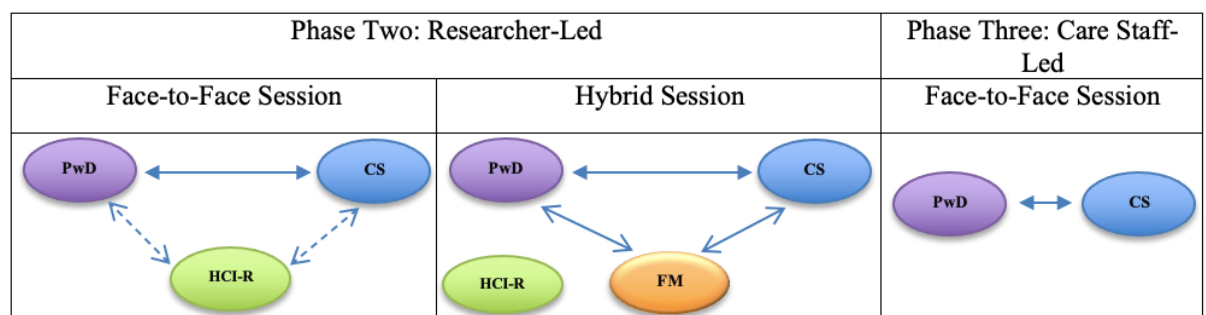 Phase Two: Researcher-Led
Phase Three: Care Staff-
Led
Face-to-Face Session
Hybrid Session
Face-to-Face Session
PwD
CS
HCI-R
PwD
CS
HCI-R
FM
PwD
CS